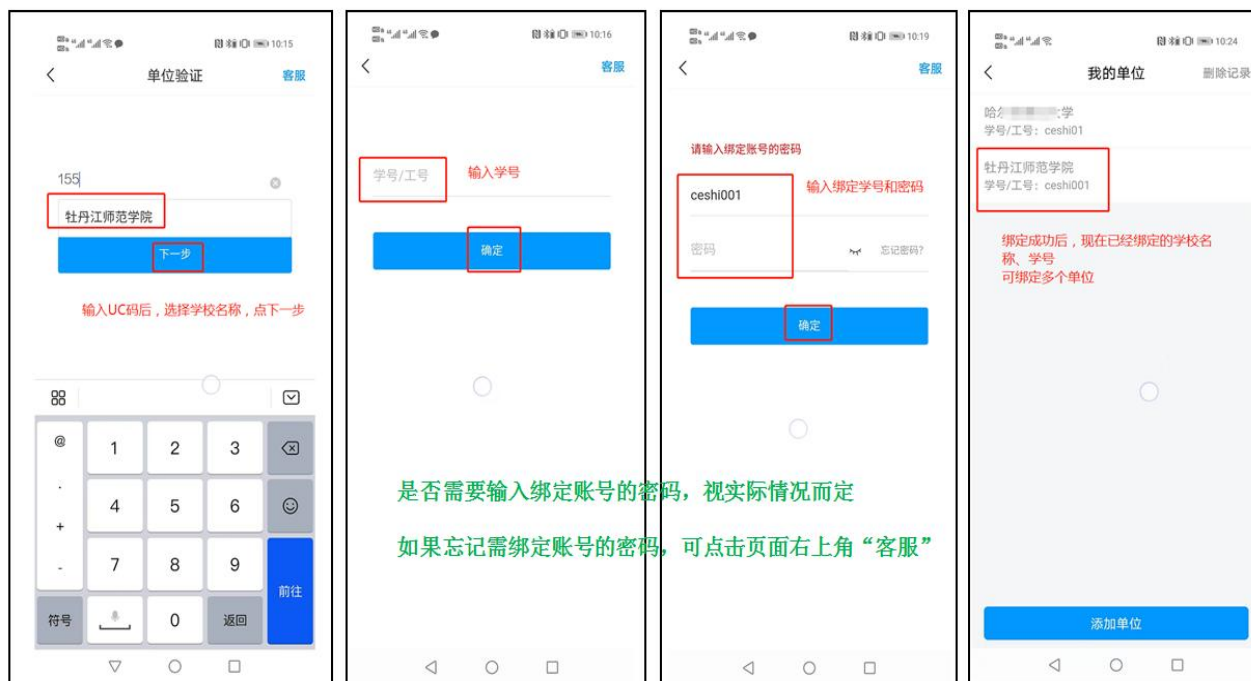 10:15
单位验证
客服
155
牡丹江师范学院
下一步
输入UC码后，选择学校名称，点下一步
@
1
2
3
.
4
5
6
+
-
7
8
9
前往
符号
0
返回
10:16
客服
学号/工号
输入学号
确定
10:19
客服
请输入绑定账号的密码
ceshi001
输入绑定学号和密码
密码
忘记密码?
确定
是否需要输入绑定账号的密码，视实际情况而定
如果忘记需绑定账号的密码，可点击页面右上角“客服”
10:24
我的单位
删除记录
哈尔 学
学号/工号：ceshi01
牡丹江师范学院
学号/工号：ceshi001
绑定成功后，现在已经绑定的学校名
称、学号
可绑定多个单位
添加单位